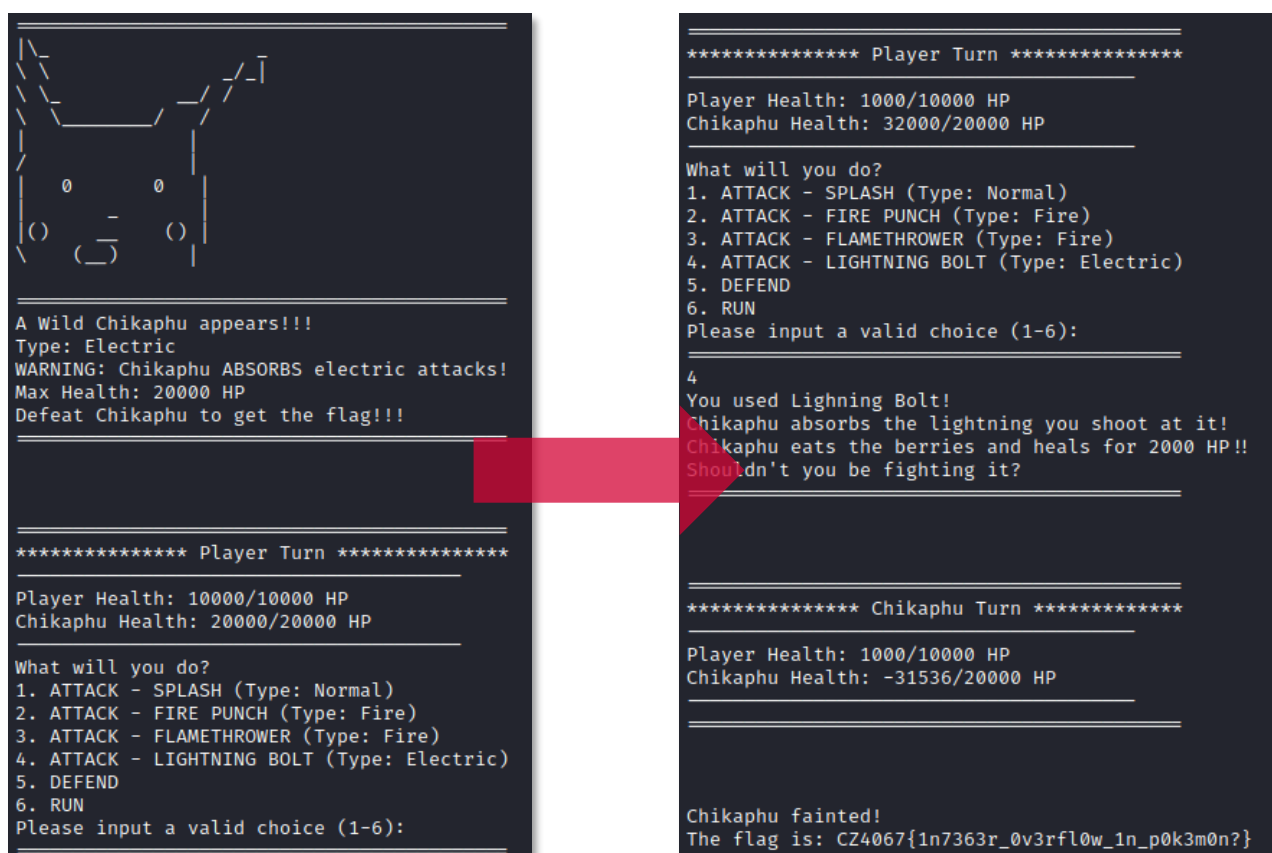 A Wild Chikaphu appears!!!
Type: Electric
WARNING: Chikaphu ABSORBS electric attacks!
Max Health: 20000 HP
Defeat Chikaphu to get the flag!!!
*************** Player Turn ***************
Player Health: 10000/10000 HP
Chikaphu Health: 20000/20000 HP
What will you do?
1. ATTACK - SPLASH (Type: Normal)
2. ATTACK - FIRE PUNCH (Type: Fire)
3. ATTACK - FLAMETHROWER (Type: Fire)
4. ATTACK - LIGHTNING BOLT (Type: Electric)
5. DEFEND
6. RUN
Please input a valid choice (1-6):
*************** Player Turn ***************
Player Health: 1000/10000 HP
Chikaphu Health: 32000/20000 HP
What will you do?
1. ATTACK - SPLASH (Type: Normal)
2. ATTACK - FIRE PUNCH (Type: Fire)
3. ATTACK - FLAMETHROWER (Type: Fire)
4. ATTACK - LIGHTNING BOLT (Type: Electric)
5. DEFEND
6. RUN
Please input a valid choice (1-6):
4
You used Lighning Bolt!
Chikaphu absorbs the lightning you shoot at it!
Chikaphu eats the berries and heals for 2000 HP!!
Shouldn't you be fighting it?
*************** Chikaphu Turn *************
Player Health: 1000/10000 HP
Chikaphu Health: -31536/20000 HP
Chikaphu fainted!
The flag is: CZ4067{1n7363r_0v3rfl0w_1n_p0k3m0n?}